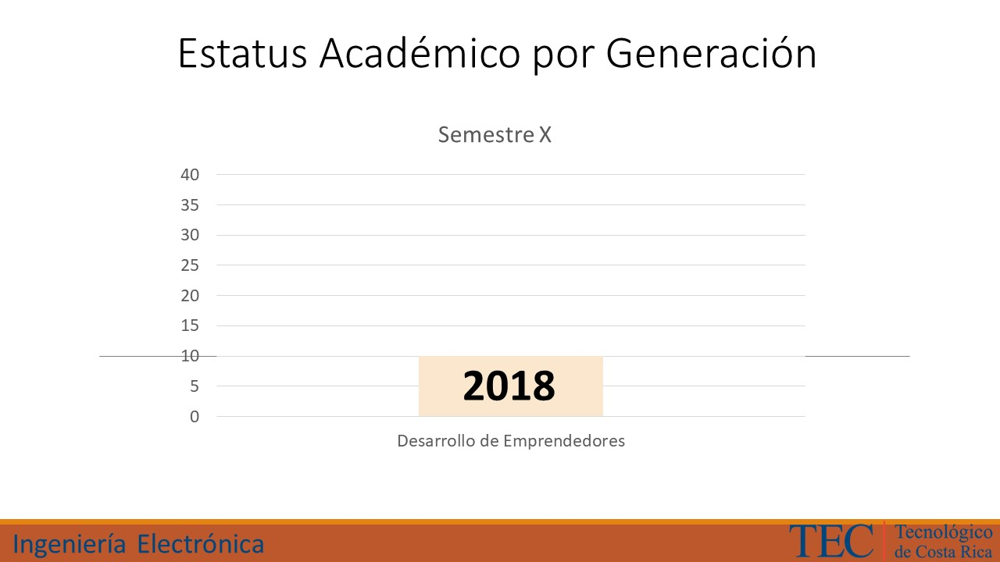 Estatus Académico por Generación
Semestre X
40
35
30
25
20
15
10
5
0
2018
Desarrollo de Emprendedores
Ingeniería Electrónica
TEC
Tecnológico
de Costa Rica